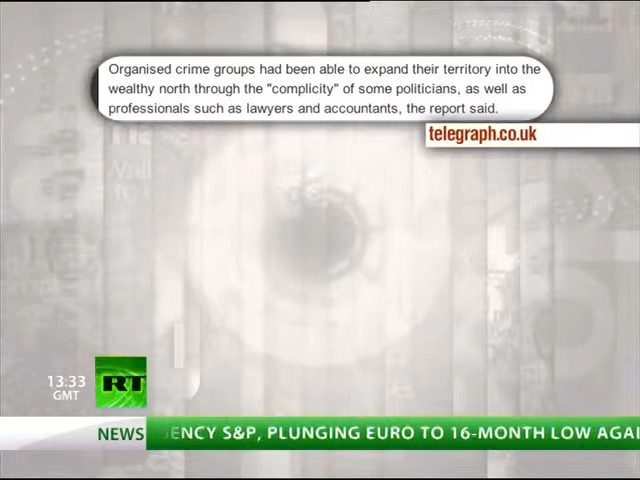 Organised crime groups had been able to expand their territory into the
wealthy north through the "complicity" of some politicians, as well as
professionals such as lawyers and accountants, the report said.
telegraph.co.uk
13:33
GMT
RT
NEWS
ENCY S&P, PLUNGING EURO TO 16-MONTH LOW AGAI